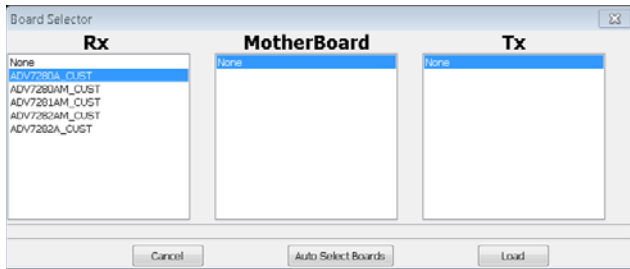 Board Selector
Rx
MotherBoard
Tx
None
ADV7280A_CUST
ADV7280AM_CUST
ADV7281AM_CUST
ADV7282AM_CUST
ADV7282A_CUST
None
None
Cancel
Auto Select Boards
Load